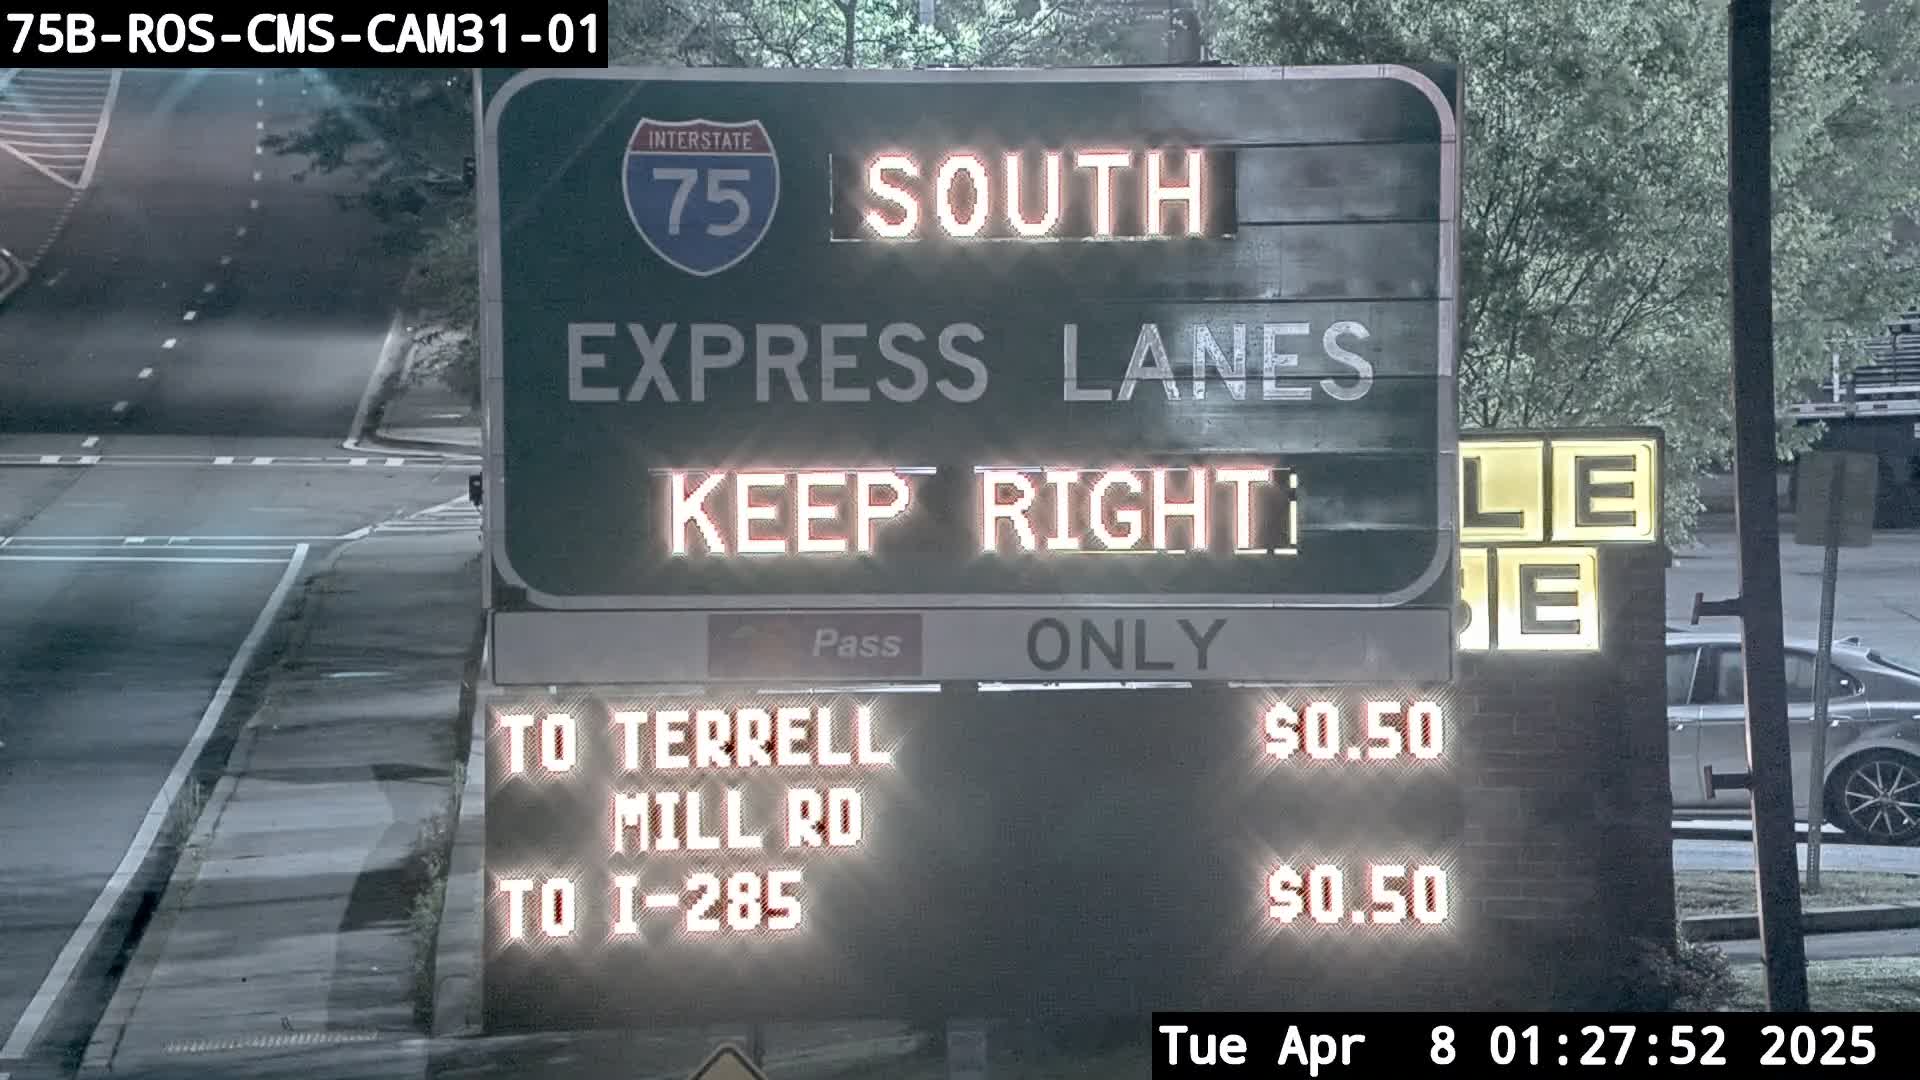 75B-ROS-CMS-CAM31-01
INTERSTATE
75
SOUTH
EXPRESS LANES
KEEP RIGHT
Pass ONLY
TO TERRELL $0.50
MILL RD
TO I-285 $0.50
LE
E
Tue Apr 8 01:27:52 2025